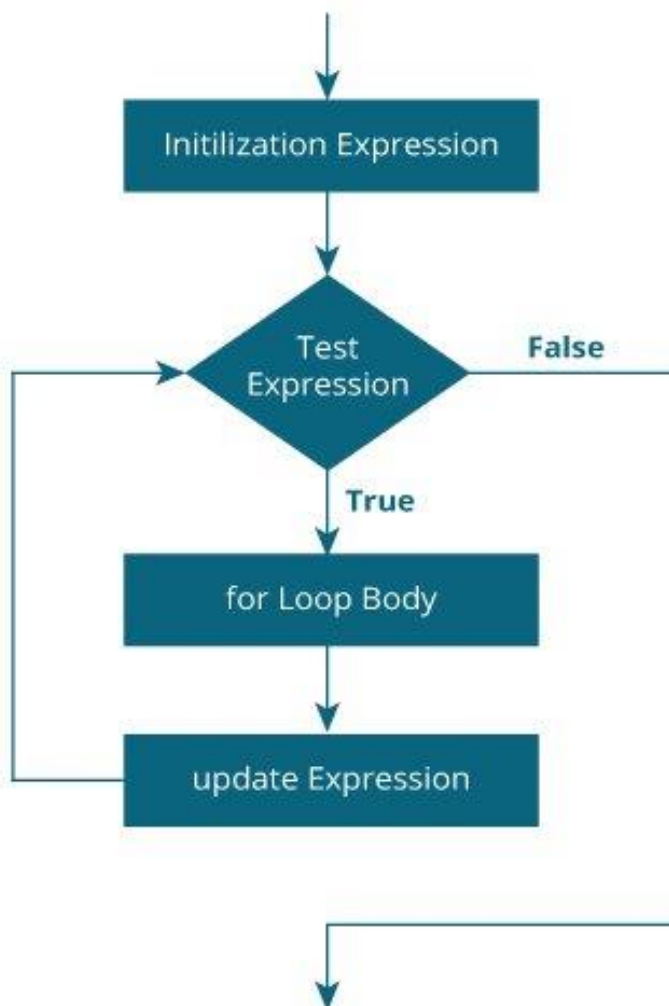 Initilization Expression
Test
Expression
False
True
for Loop Body
update Expression